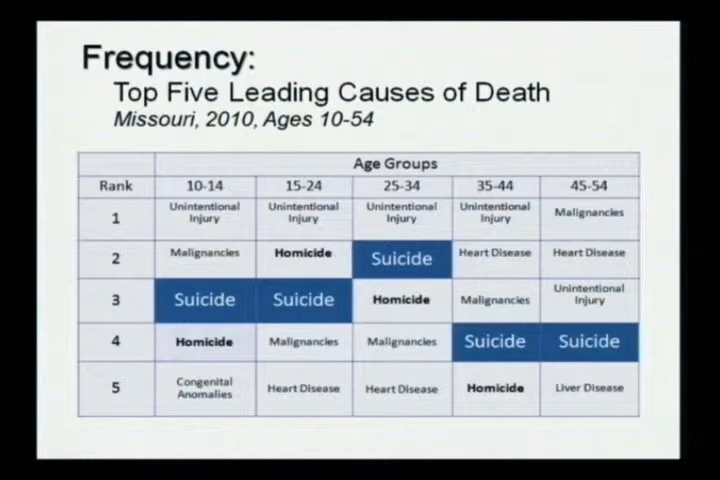 Frequency:
Top Five Leading Causes of Death
Missouri, 2010, Ages 10-54
Age Groups
Rank 10-14 15-24 25-34 35-44 45-54
1 Unintentional Injury Unintentional Injury Unintentional Injury Unintentional Injury Malignancies
2 Malignancies Homicide Suicide Heart Disease Heart Disease
3 Suicide Suicide Homicide Malignancies Unintentional Injury
4 Homicide Malignancies Malignancies Suicide Suicide
5 Congenital Anomalies Heart Disease Heart Disease Homicide Liver Disease